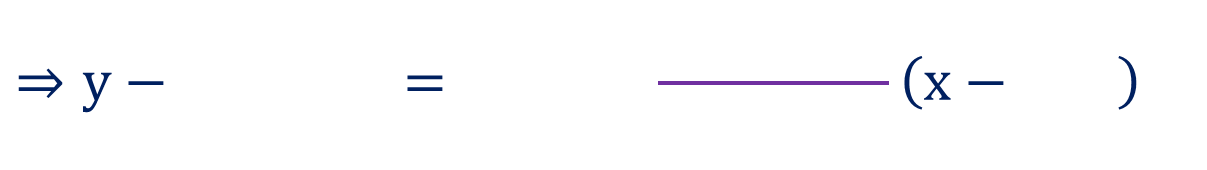 ⇒ y − = (x − )